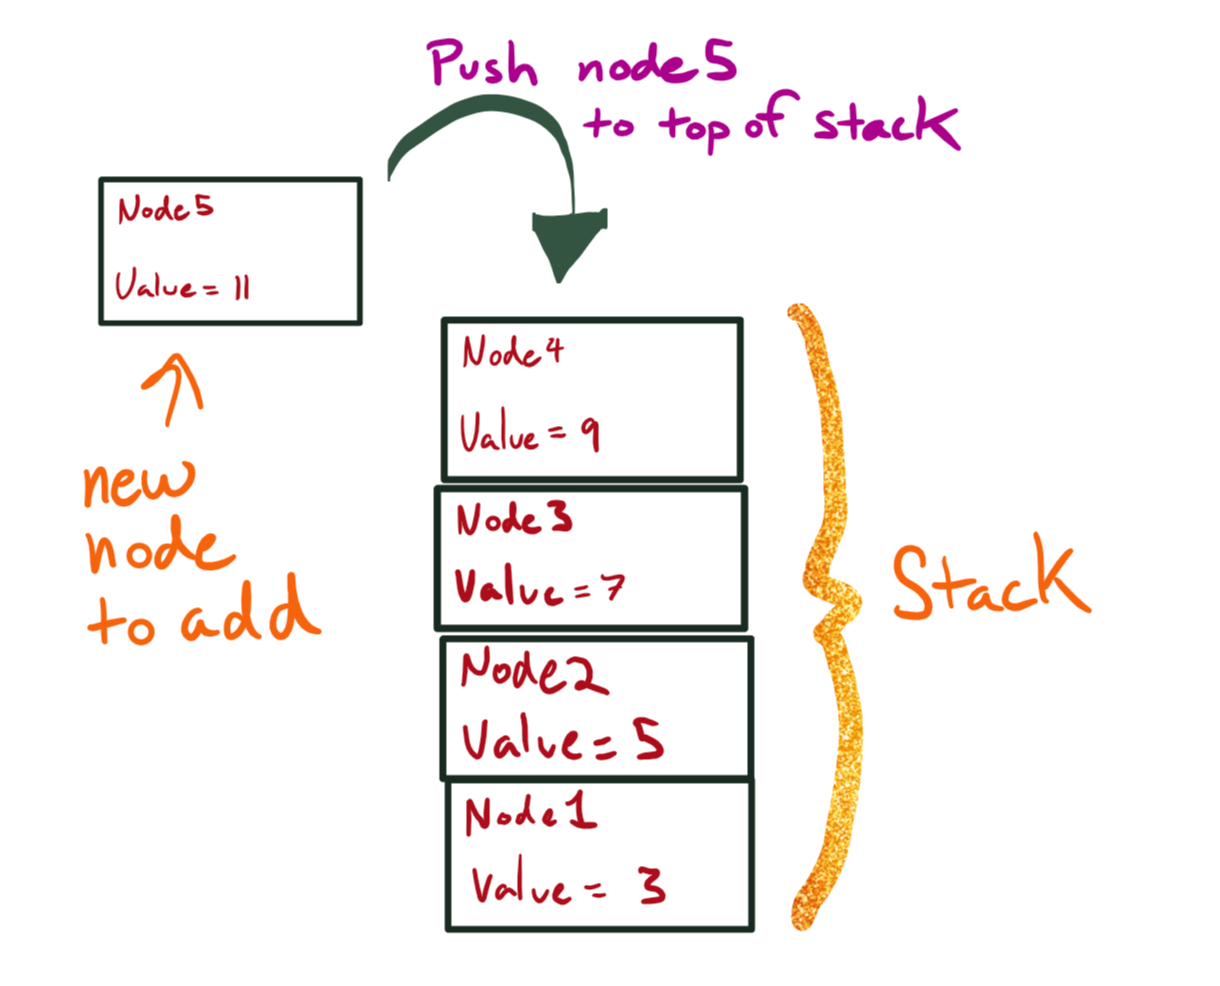 Push node5
to top of stack
Node5
Value = 11
new
node
to add
Node4
Value = 9
Node3
Value = 7
Node2
Value = 5
Node1
Value = 3
Stack